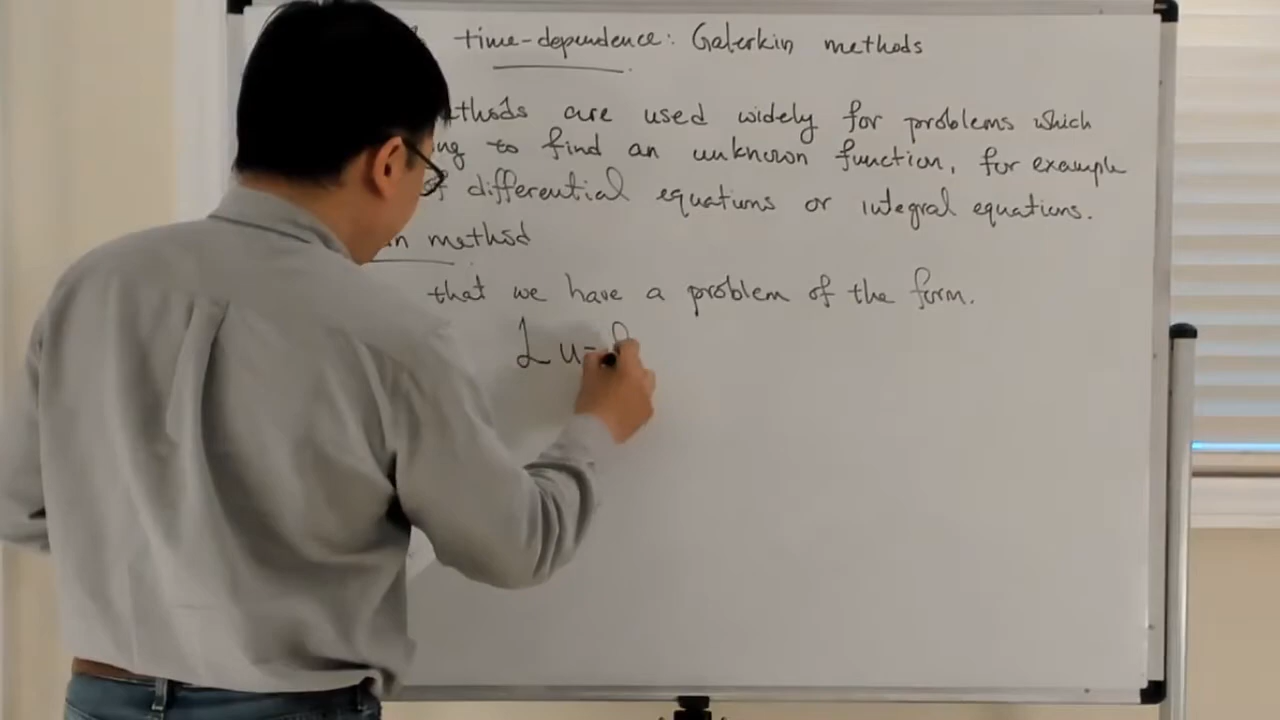 time-dependence: Galerkin methods
are used widely for problems which
to find an unknown function, for example
differential equations or integral equations.
method
that we have a problem of the form.
L u =